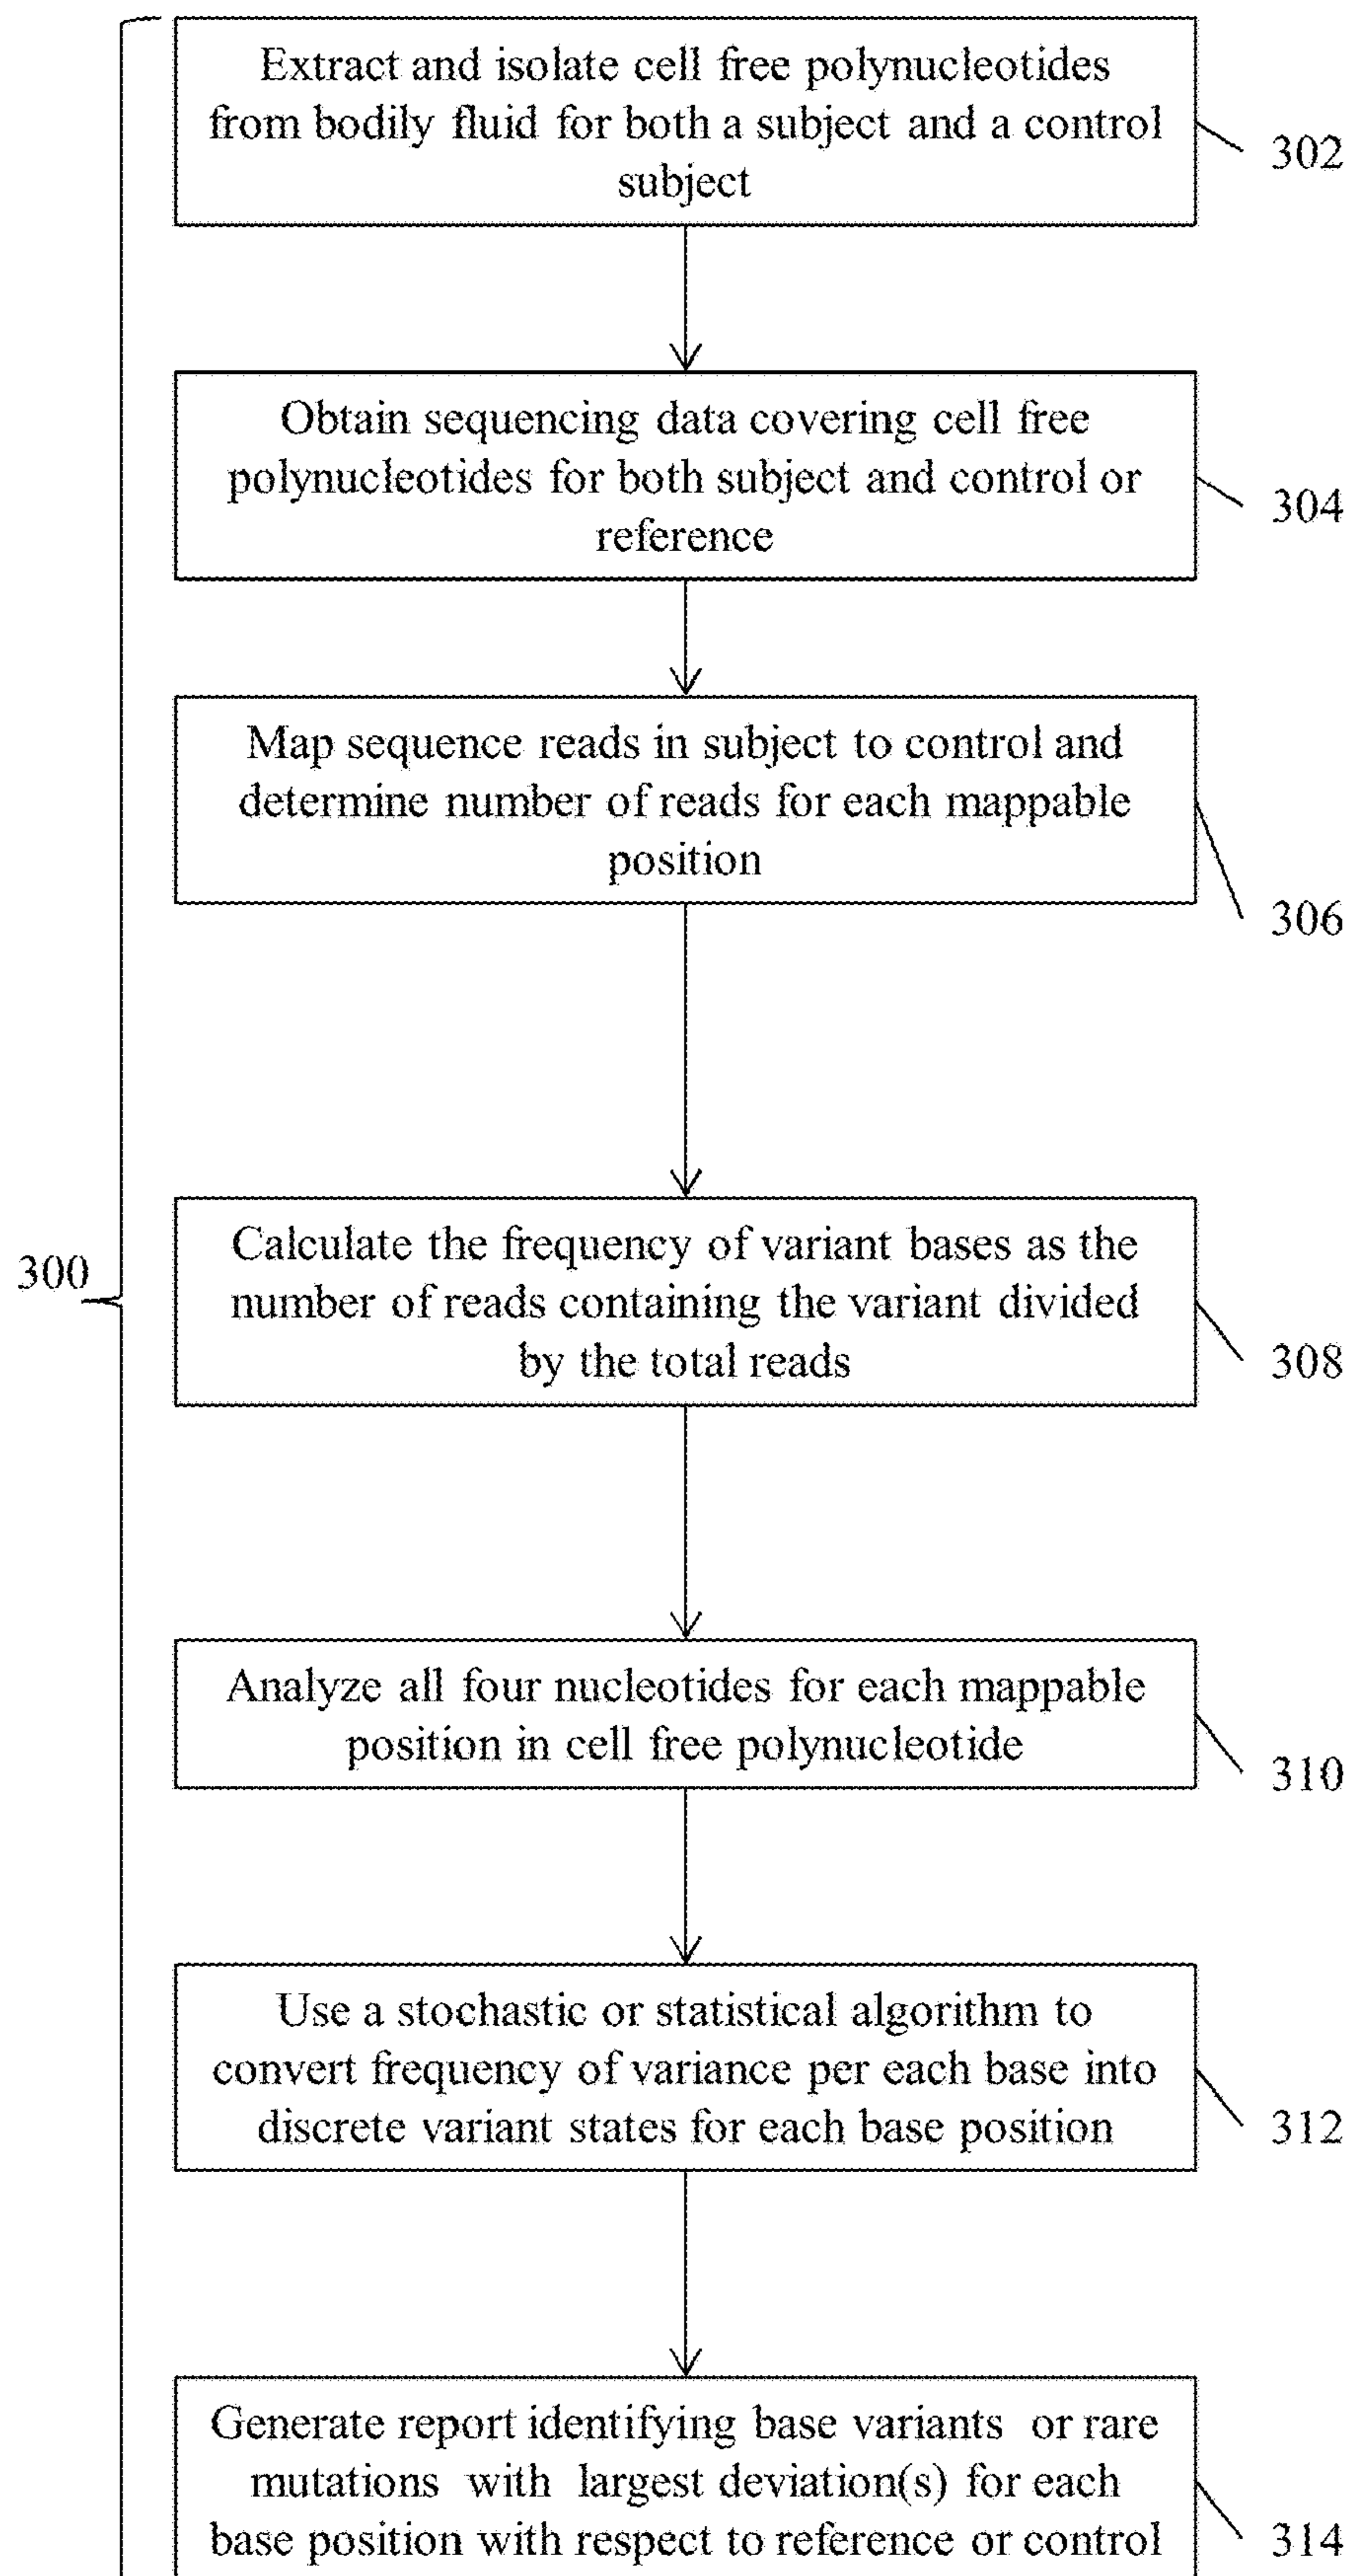 Extract and isolate cell free polynucleotides
from bodily fluid for both a subject and a control
subject
302
Obtain sequencing data covering cell free
polynucleotides for both subject and control or
reference
304
Map sequence reads in subject to control and
determine number of reads for each mappable
position
306
300
Calculate the frequency of variant bases as the
number of reads containing the variant divided
by the total reads
308
Analyze all four nucleotides for each mappable
position in cell free polynucleotide
310
Use a stochastic or statistical algorithm to
convert frequency of variance per each base into
discrete variant states for each base position
312
Generate report identifying base variants or rare
mutations with largest deviation(s) for each
base position with respect to reference or control
314